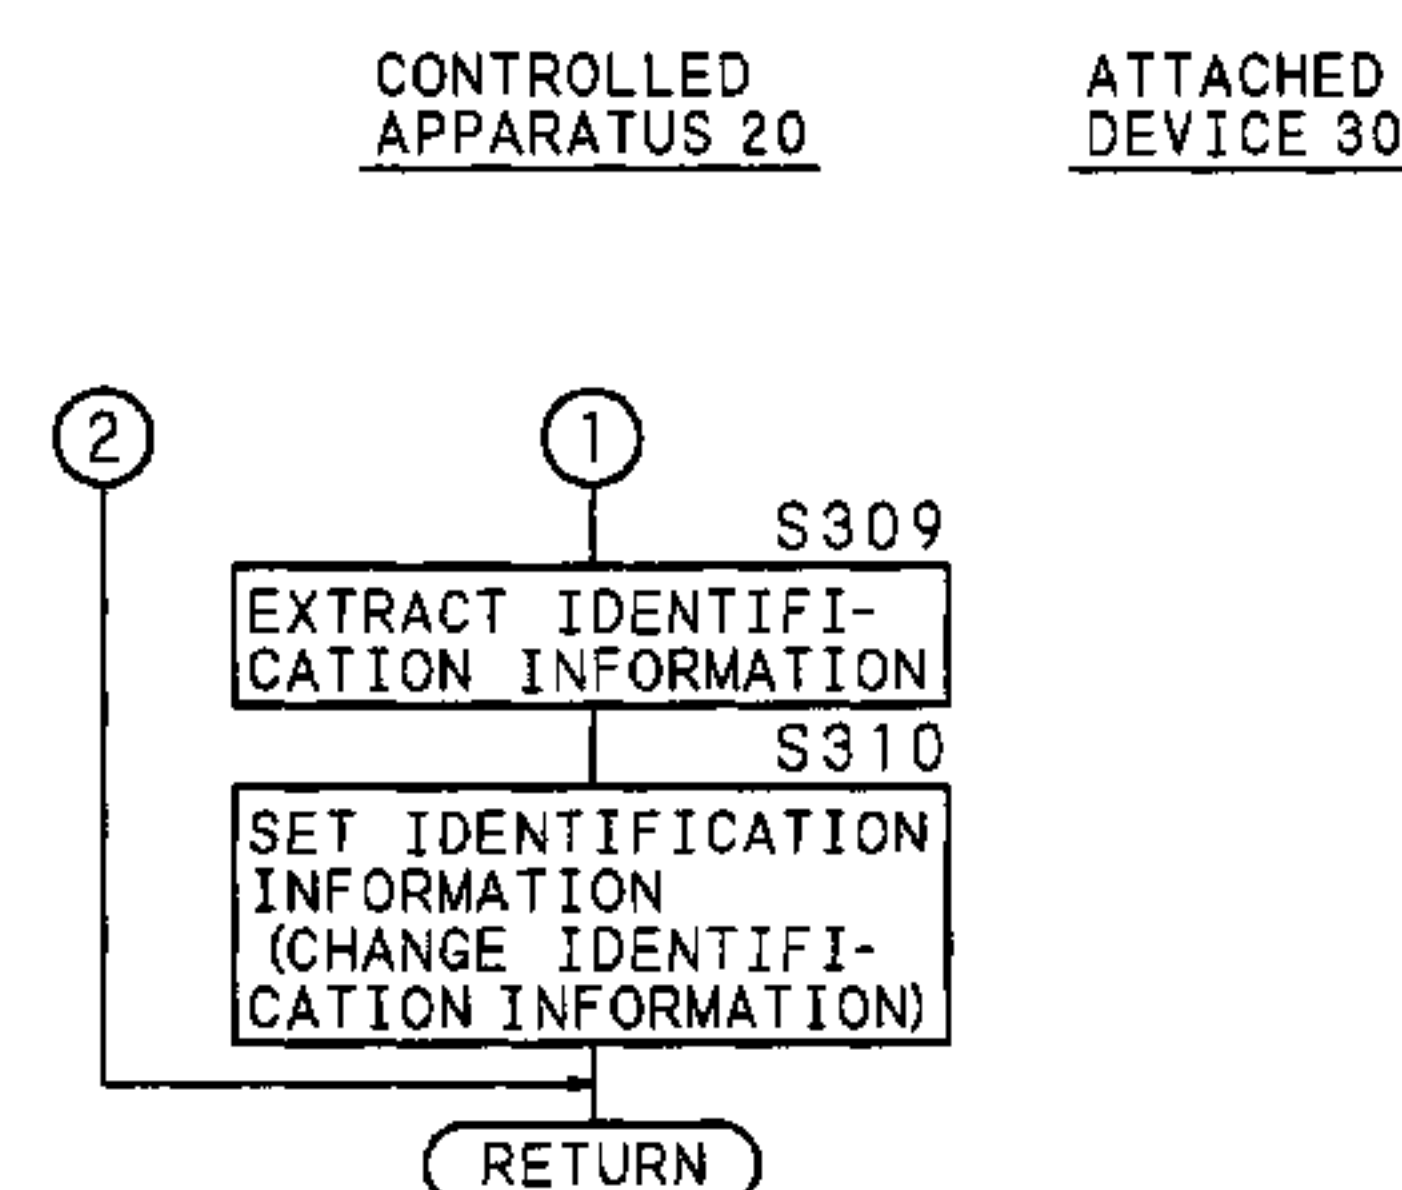 CONTROLLED
APPARATUS 20
ATTACHED
DEVICE 30
2
1
S309
EXTRACT IDENTIFI-
CATION INFORMATION
S310
SET IDENTIFICATION
INFORMATION
(CHANGE IDENTIFI-
CATION INFORMATION)
RETURN